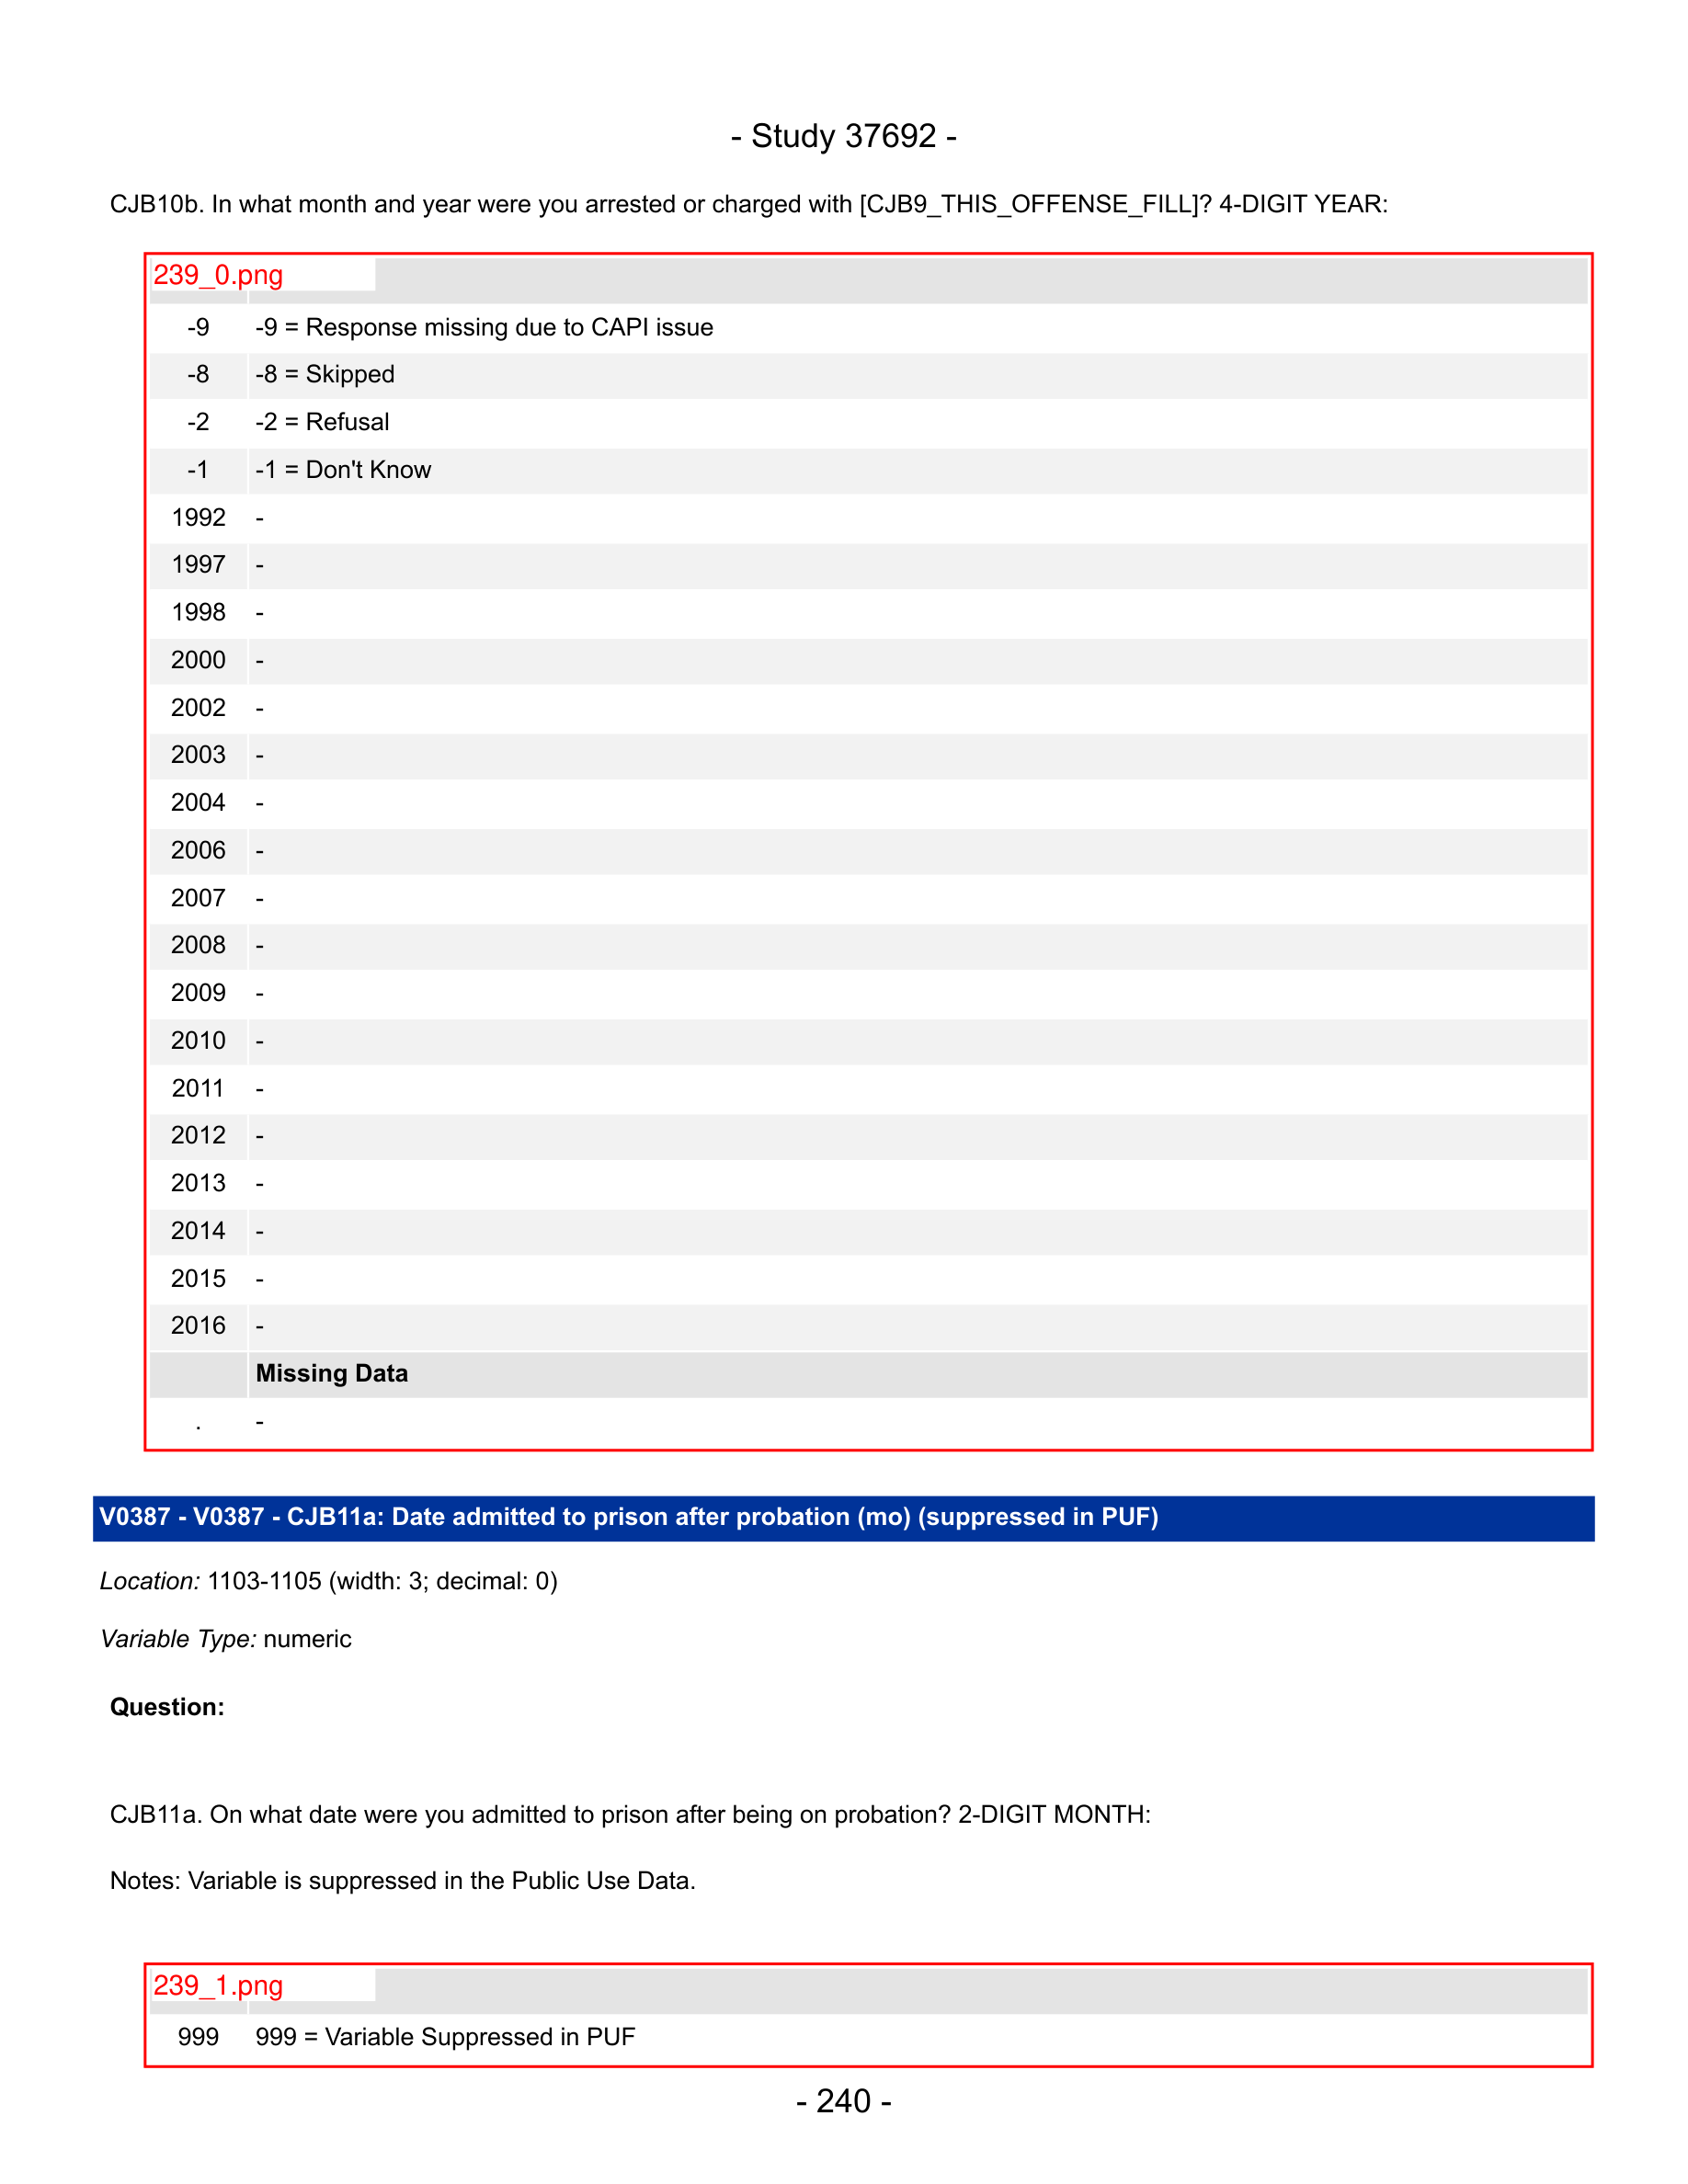 - Study 37692 -
CJB10b. In what month and year were you arrested or charged with [CJB9_THIS_OFFENSE_FILL]? 4-DIGIT YEAR:
239_0.png
-9 -9 = Response missing due to CAPI issue
-8 -8 = Skipped
-2 -2 = Refusal
-1 -1 = Don't Know
1992 -
1997 -
1998 -
2000 -
2002 -
2003 -
2004 -
2006 -
2007 -
2008 -
2009 -
2010 -
2011 -
2012 -
2013 -
2014 -
2015 -
2016 -
Missing Data
. -
V0387 - V0387 - CJB11a: Date admitted to prison after probation (mo) (suppressed in PUF)
Location: 1103-1105 (width: 3; decimal: 0)
Variable Type: numeric
Question:
CJB11a. On what date were you admitted to prison after being on probation? 2-DIGIT MONTH:
Notes: Variable is suppressed in the Public Use Data.
239_1.png
999 999 = Variable Suppressed in PUF
- 240 -